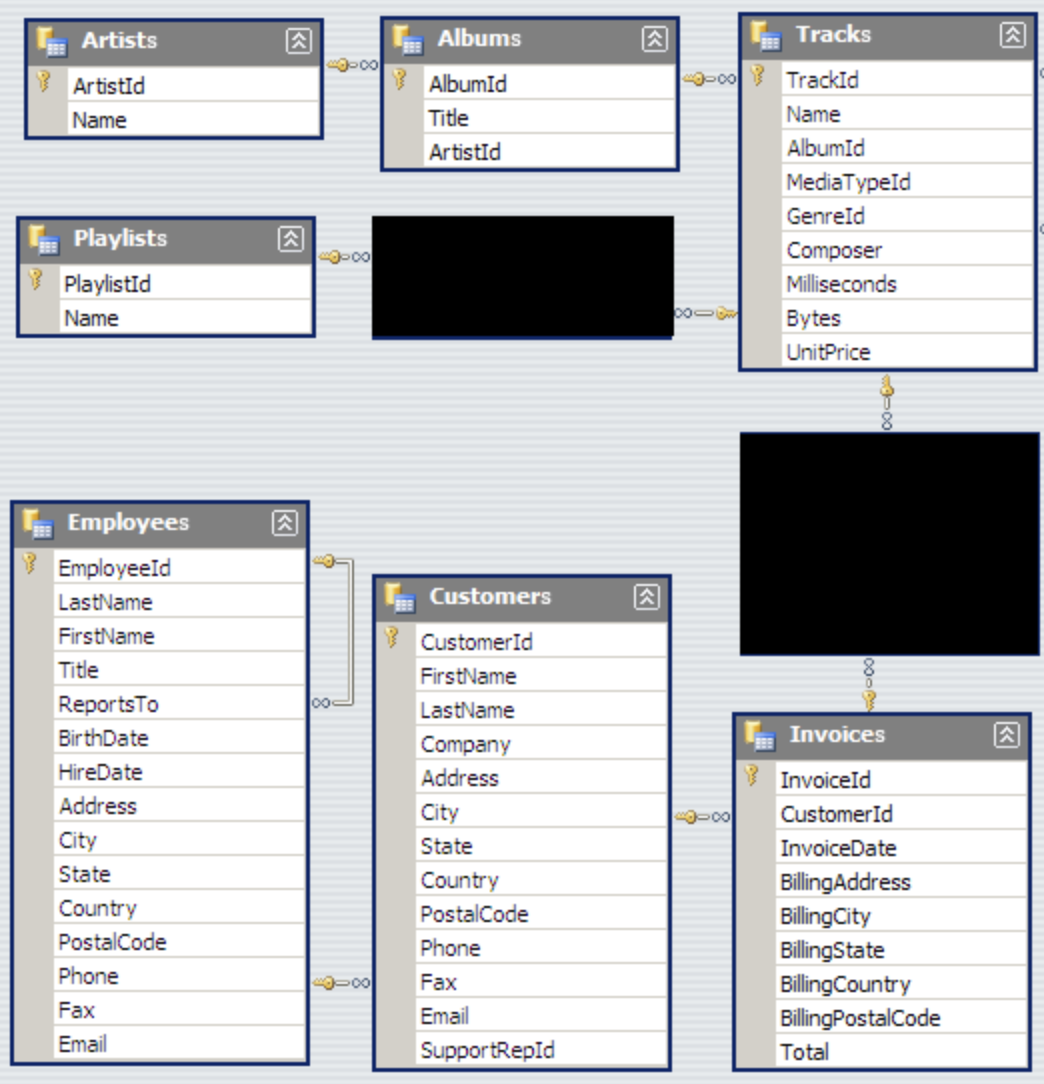 Artists
ArtistId
Name
Albums
AlbumId
Title
ArtistId
Tracks
TrackId
Name
AlbumId
MediaTypeId
GenreId
Composer
Milliseconds
Bytes
UnitPrice
Playlists
PlaylistId
Name
Employees
EmployeeId
LastName
FirstName
Title
ReportsTo
BirthDate
HireDate
Address
City
State
Country
PostalCode
Phone
Fax
Email
Customers
CustomerId
FirstName
LastName
Company
Address
City
State
Country
PostalCode
Phone
Fax
Email
SupportRepId
Invoices
InvoiceId
CustomerId
InvoiceDate
BillingAddress
BillingCity
BillingState
BillingCountry
BillingPostalCode
Total